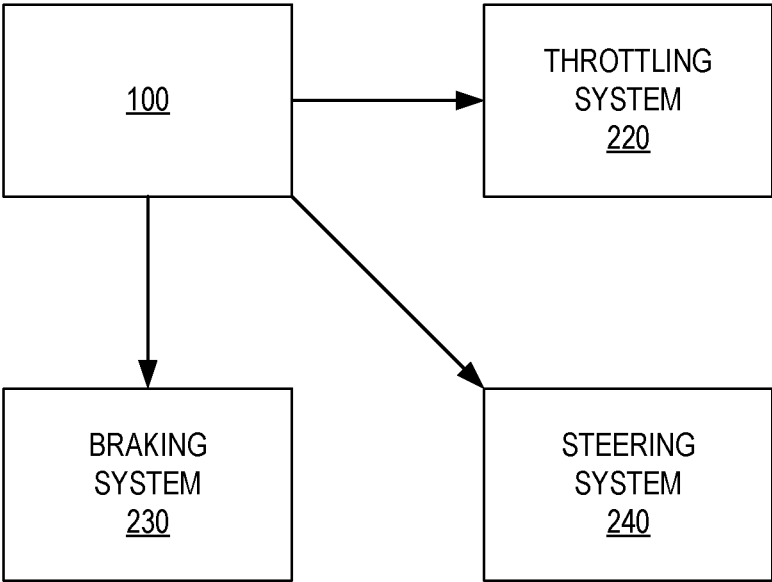 100
THROTTLING
SYSTEM
220
BRAKING
SYSTEM
230
STEERING
SYSTEM
240